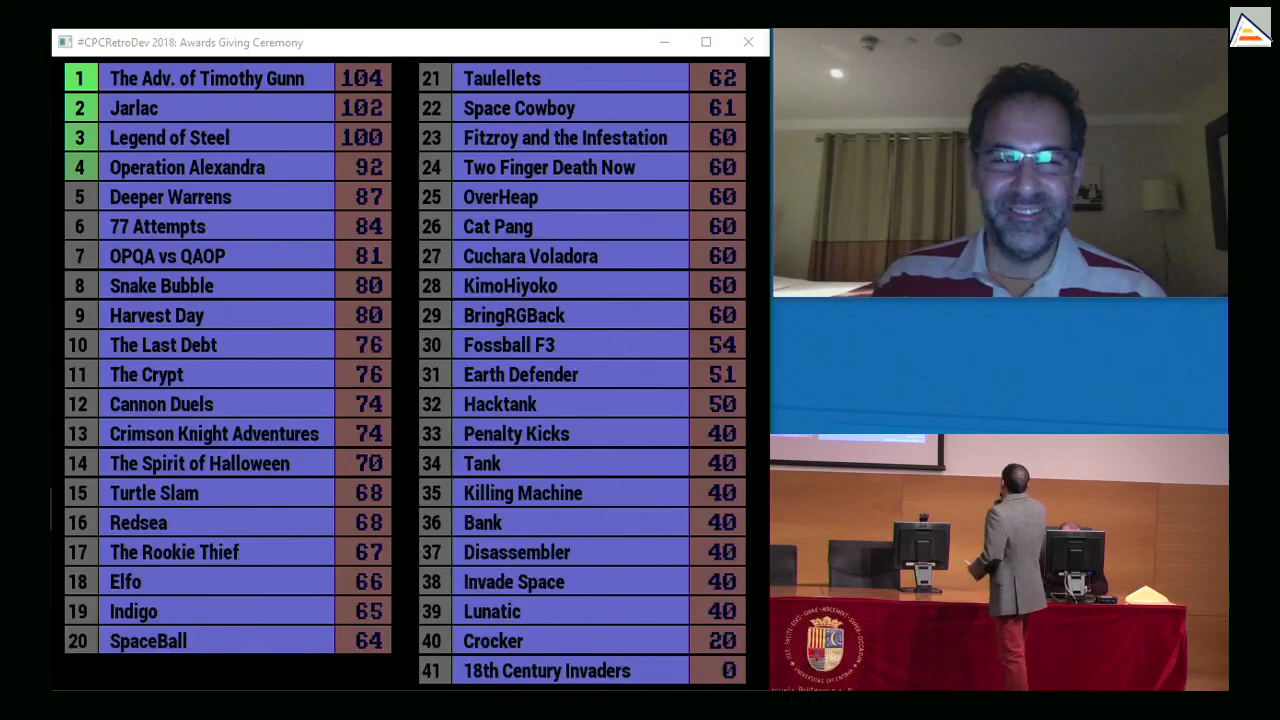 #CPCRetroDev 2018: Awards Giving Ceremony
1 The Adv. of Timothy Gunn 104
2 Jarlac 102
3 Legend of Steel 100
4 Operation Alexandra 92
5 Deeper Warrens 87
6 77 Attempts 84
7 OPQA vs QAOP 81
8 Snake Bubble 80
9 Harvest Day 80
10 The Last Debt 76
11 The Crypt 76
12 Cannon Duels 74
13 Crimson Knight Adventures 74
14 The Spirit of Halloween 70
15 Turtle Slam 68
16 Redsea 68
17 The Rookie Thief 67
18 Elfo 66
19 Indigo 65
20 SpaceBall 64
21 Taulellets 62
22 Space Cowboy 61
23 Fitzroy and the Infestation 60
24 Two Finger Death Now 60
25 OverHeap 60
26 Cat Pang 60
27 Cuchara Voladora 60
28 KimoHiyoko 60
29 BringRGBack 60
30 Fossball F3 54
31 Earth Defender 51
32 Hacktank 50
33 Penalty Kicks 40
34 Tank 40
35 Killing Machine 40
36 Bank 40
37 Disassembler 40
38 Invade Space 40
39 Lunatic 40
40 Crocker 20
41 18th Century Invaders 0